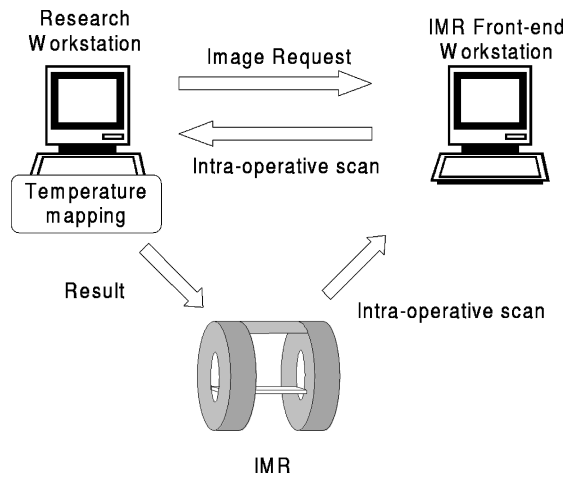 Research
Workstation
IMR Front-end
Workstation
Image Request
Intra-operative scan
Temperature
mapping
Result
Intra-operative scan
IMR